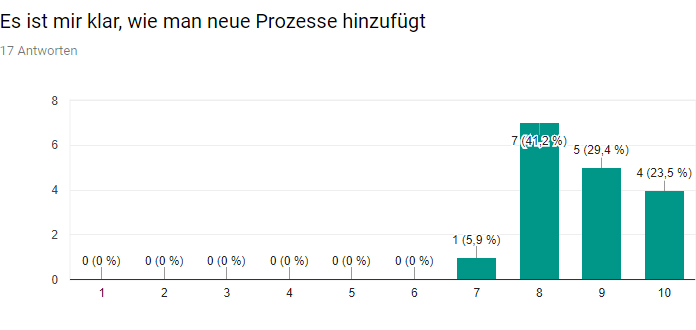 Es ist mir klar, wie man neue Prozesse hinzufügt
17 Antworten
8
6
4
2
0
0 (0 %)
0 (0 %)
0 (0 %)
0 (0 %)
0 (0 %)
0 (0 %)
1 (5,9 %)
7 (41,2 %)
5 (29,4 %)
4 (23,5 %)
1 2 3 4 5 6 7 8 9 10